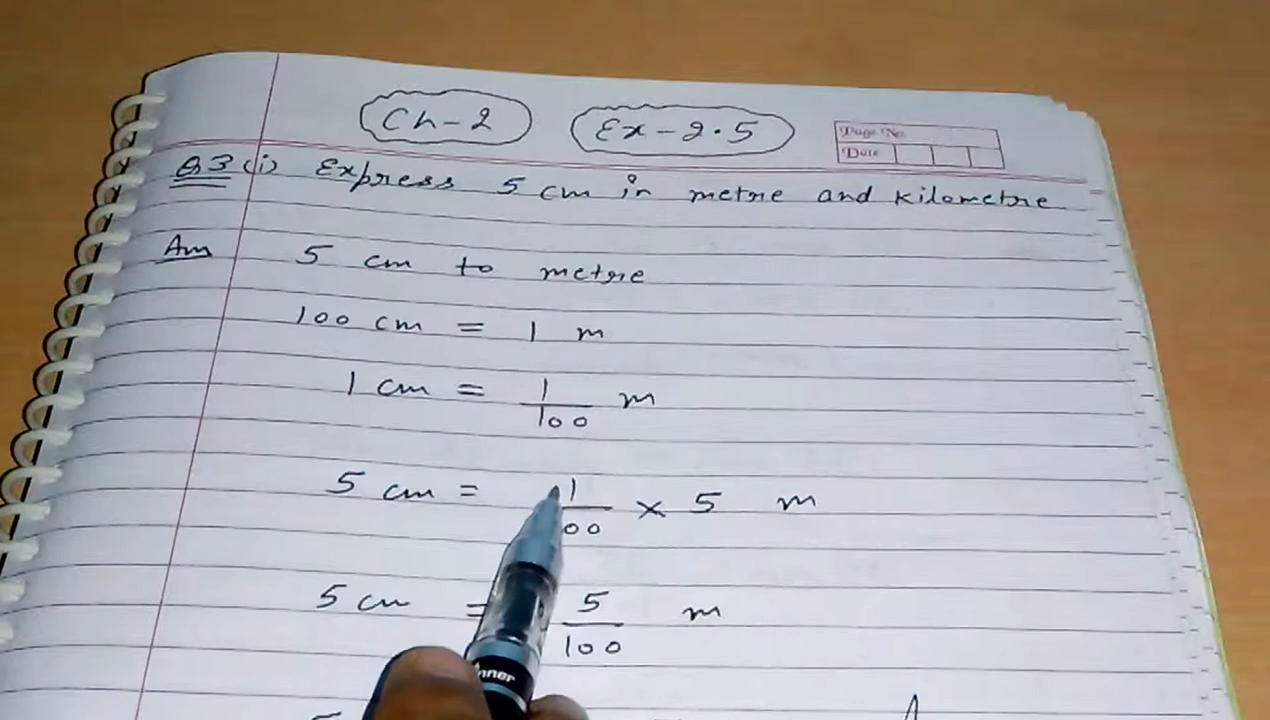 Ch-2 Ex-2.5
Page No.
Date
Q3 (i) Express 5 cm in metre and kilometre
Ans 5 cm to metre
100 cm = 1 m
1 cm = 1/100 m
5 cm = 1/100 × 5 m
5 cm = 5/100 m